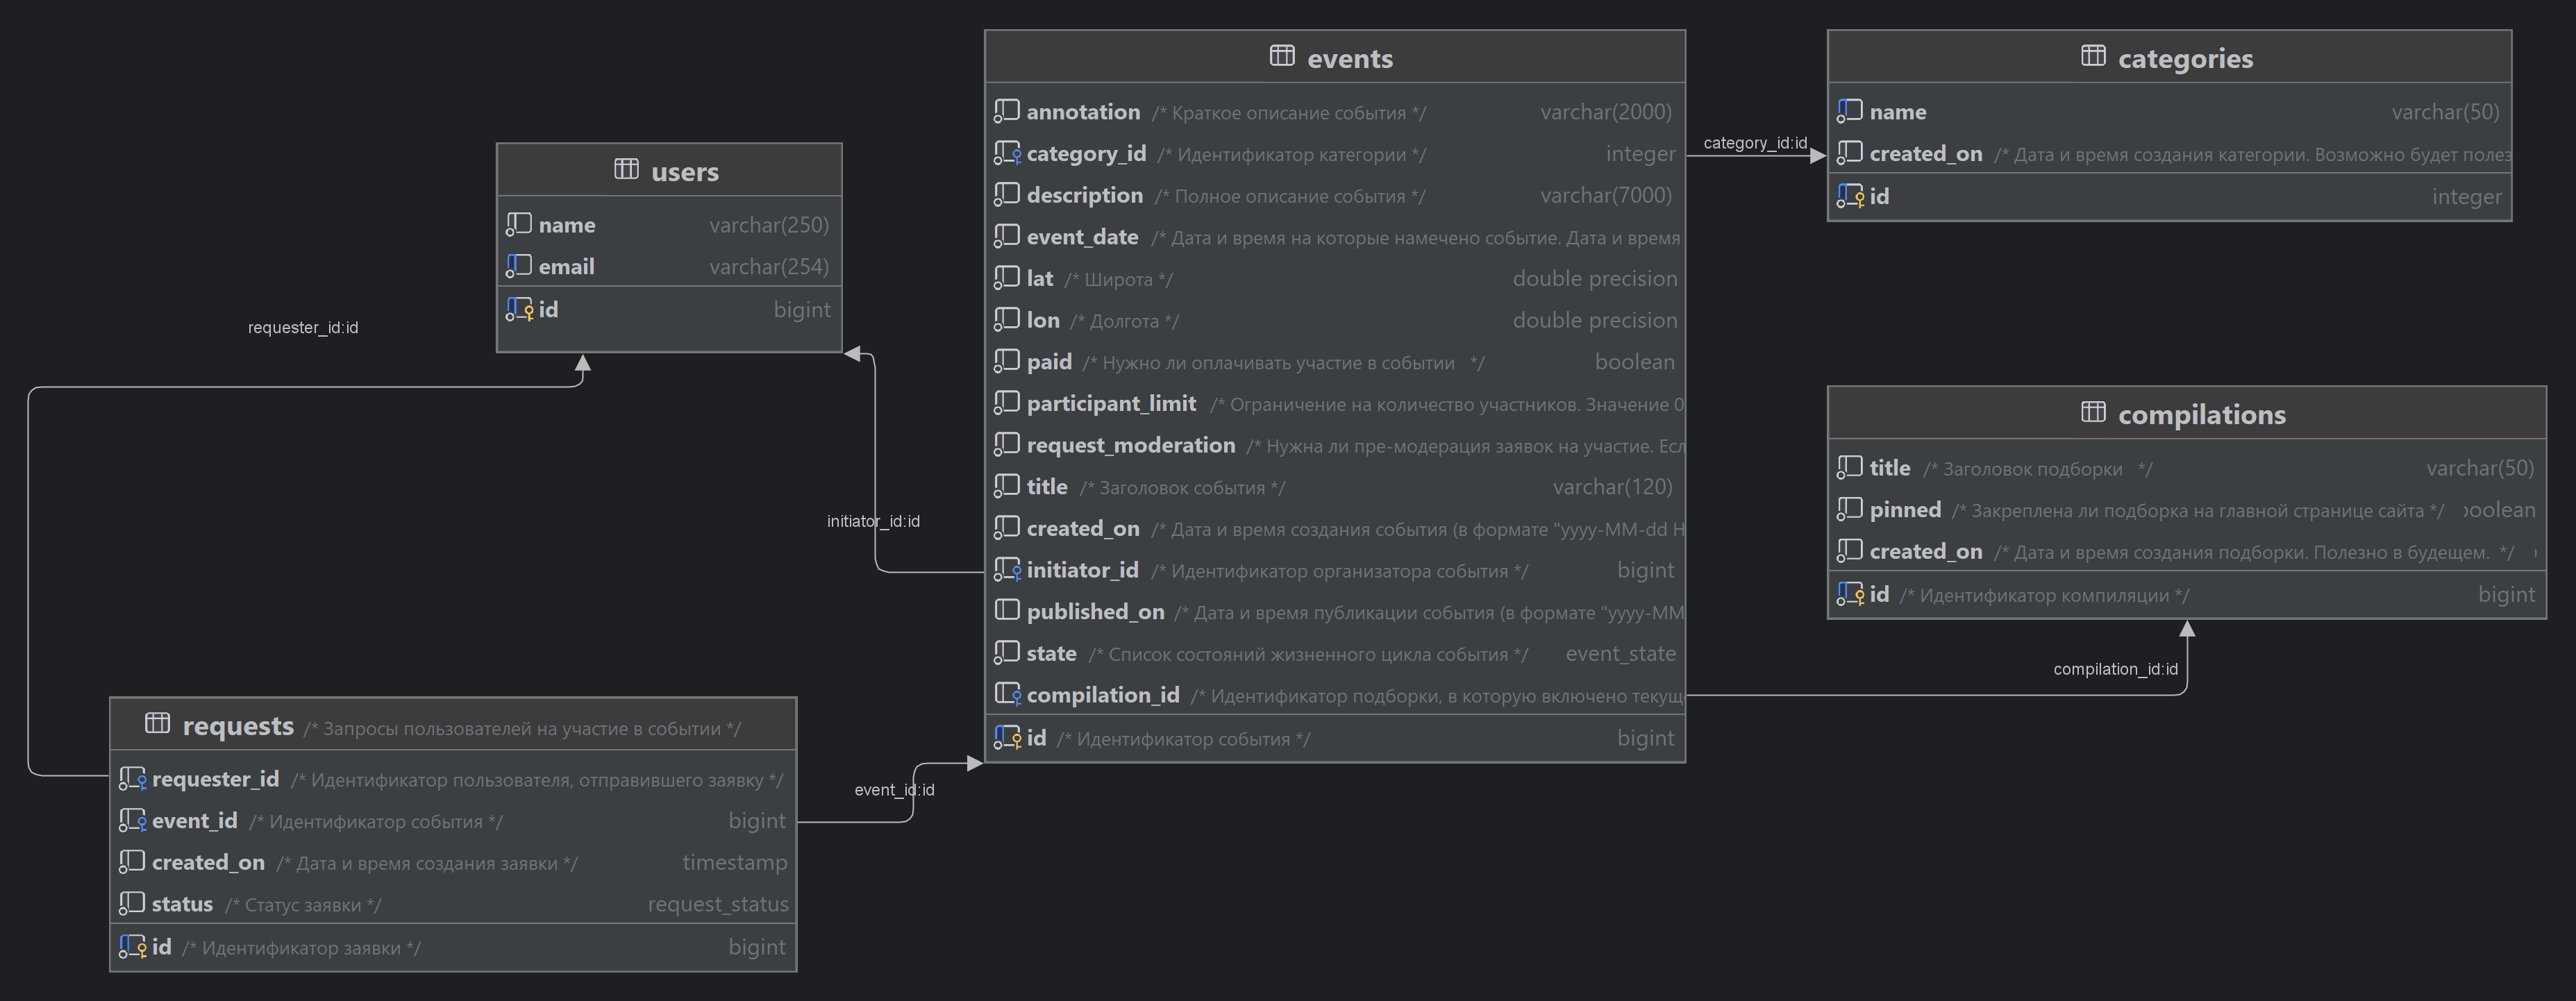 users
name varchar(250)
email varchar(254)
id bigint
requester_id:id
initiator_id:id
requests /* Запросы пользователей на участие в событии */
requester_id /* Идентификатор пользователя, отправившего заявку */
event_id /* Идентификатор события */ bigint
created_on /* Дата и время создания заявки */ timestamp
status /* Статус заявки */ request_status
id /* Идентификатор заявки */ bigint
event_id:id
events
annotation /* Краткое описание события */ varchar(2000)
category_id /* Идентификатор категории */ integer
description /* Полное описание события */ varchar(7000)
event_date /* Дата и время на которые намечено событие. Дата и время
lat /* Широта */ double precision
lon /* Долгота */ double precision
paid /* Нужно ли оплачивать участие в событии */ boolean
participant_limit /* Ограничение на количество участников. Значение 0
request_moderation /* Нужна ли пре-модерация заявок на участие. Есл
title /* Заголовок события */ varchar(120)
created_on /* Дата и время создания события (в формате "yyyy-MM-dd H
initiator_id /* Идентификатор организатора события */ bigint
published_on /* Дата и время публикации события (в формате "yyyy-MM
state /* Список состояний жизненного цикла события */ event_state
compilation_id /* Идентификатор подборки, в которую включено текущ
id /* Идентификатор события */ bigint
category_id:id
categories
name varchar(50)
created_on /* Дата и время создания категории. Возможно будет полез
id integer
compilations
title /* Заголовок подборки */ varchar(50)
pinned /* Закреплена ли подборка на главной странице сайта */ boolean
created_on /* Дата и время создания подборки. Полезно в будещем. */
id /* Идентификатор компиляции */ bigint
compilation_id:id